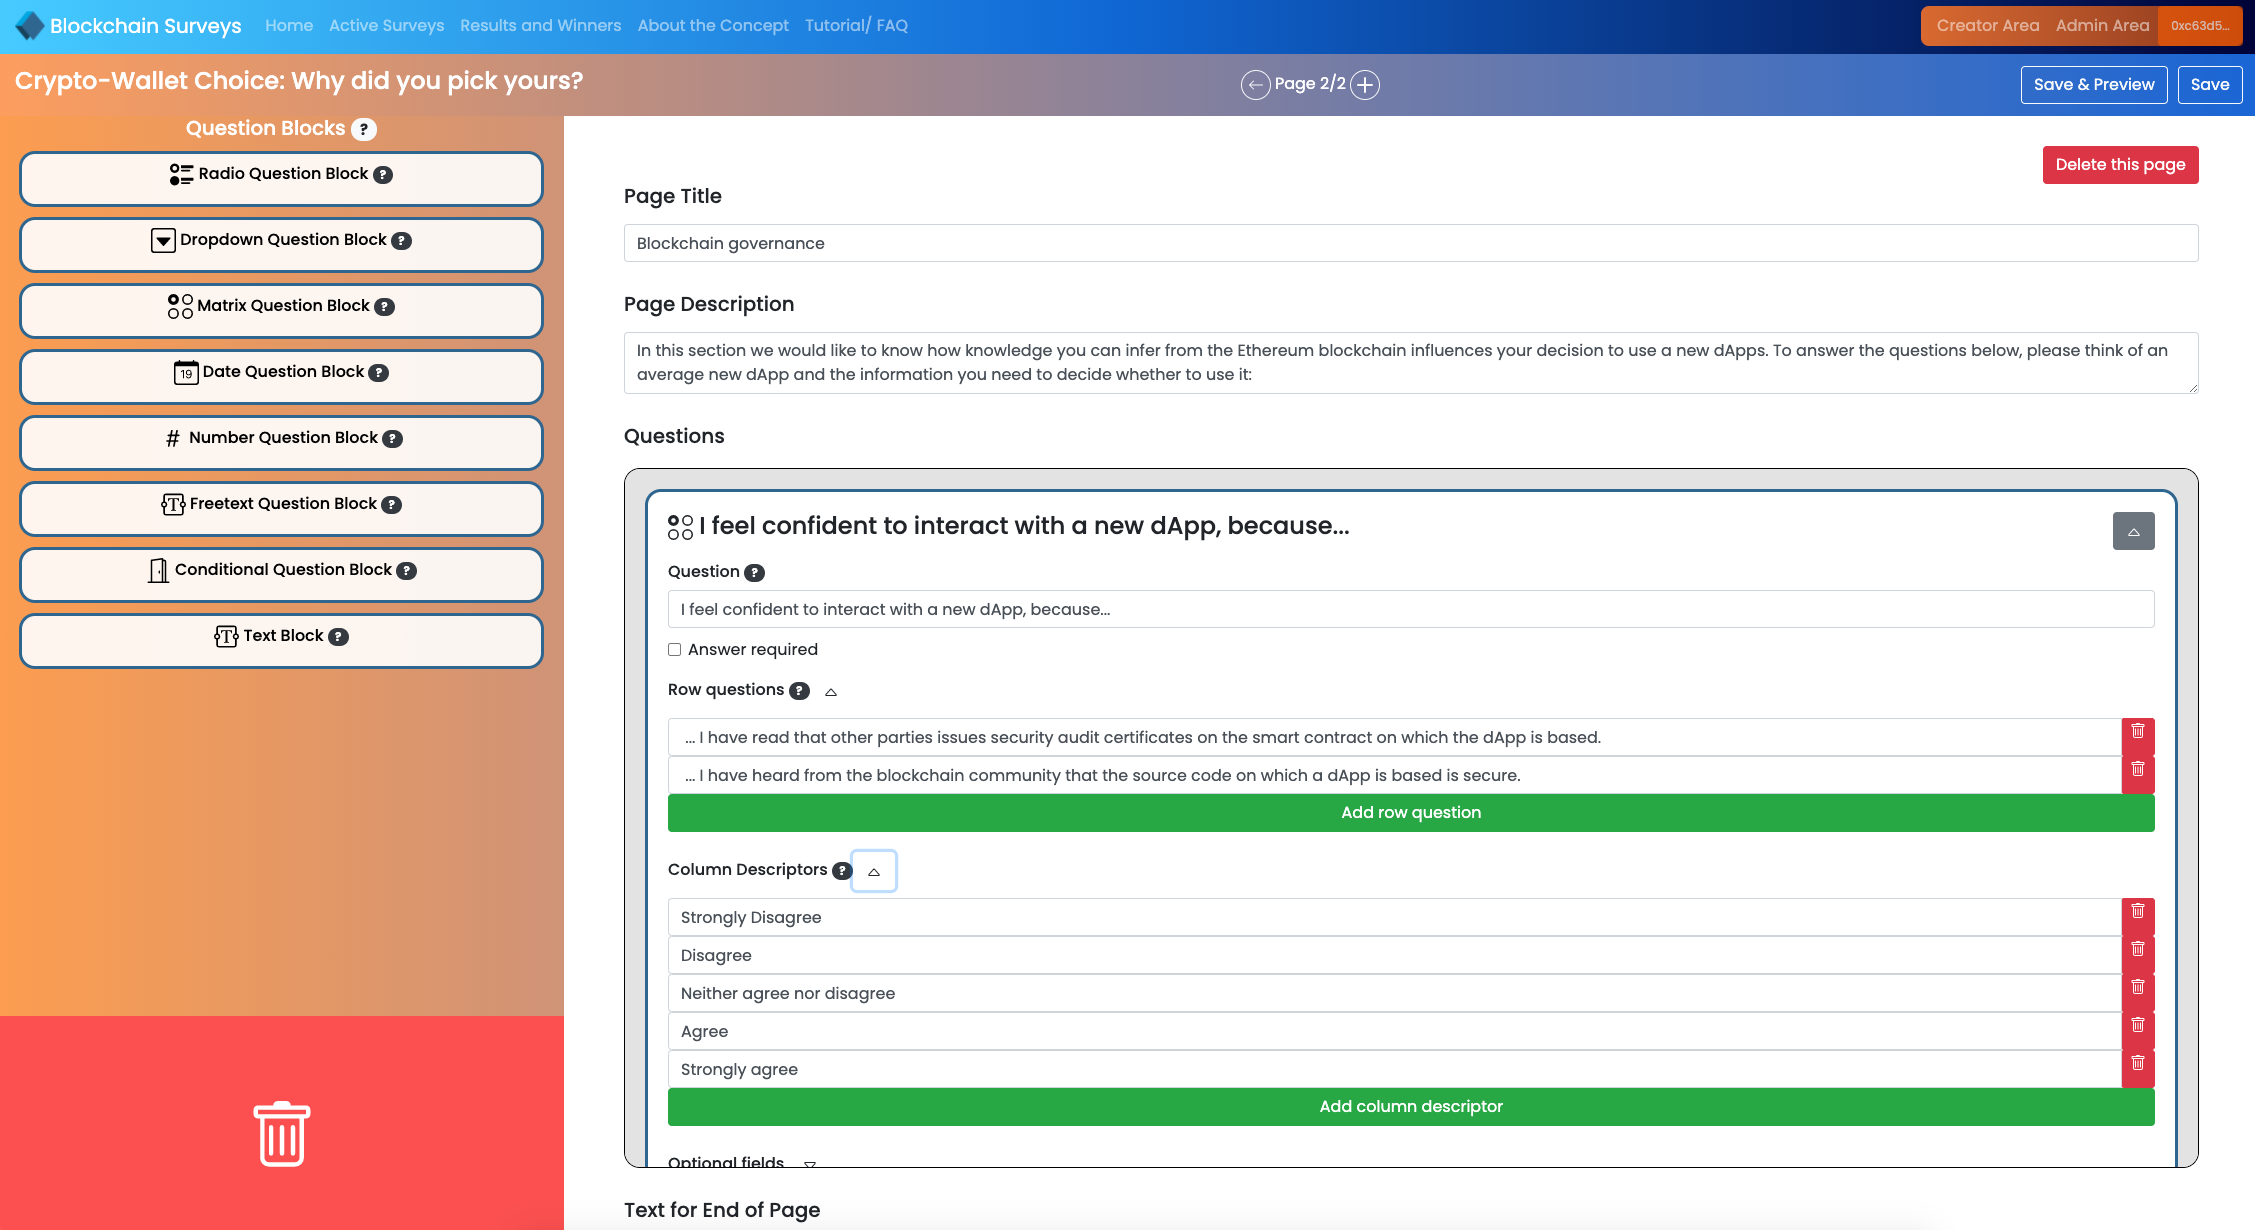 Blockchain Surveys Home Active Surveys Results and Winners About the Concept Tutorial/ FAQ Creator Area Admin Area 0xc63d5...
Crypto-Wallet Choice: Why did you pick yours? Page 2/2 Save & Preview Save
Question Blocks ?
Radio Question Block ?
Dropdown Question Block ?
Matrix Question Block ?
19 Date Question Block ?
# Number Question Block ?
T Freetext Question Block ?
Conditional Question Block ?
T Text Block ?
Delete this page
Page Title
Blockchain governance
Page Description
In this section we would like to know how knowledge you can infer from the Ethereum blockchain influences your decision to use a new dApps. To answer the questions below, please think of an
average new dApp and the information you need to decide whether to use it:
Questions
I feel confident to interact with a new dApp, because...
Question ?
I feel confident to interact with a new dApp, because...
Answer required
Row questions ?
... I have read that other parties issues security audit certificates on the smart contract on which the dApp is based.
... I have heard from the blockchain community that the source code on which a dApp is based is secure.
Add row question
Column Descriptors ?
Strongly Disagree
Disagree
Neither agree nor disagree
Agree
Strongly agree
Add column descriptor
Optional fields
Text for End of Page